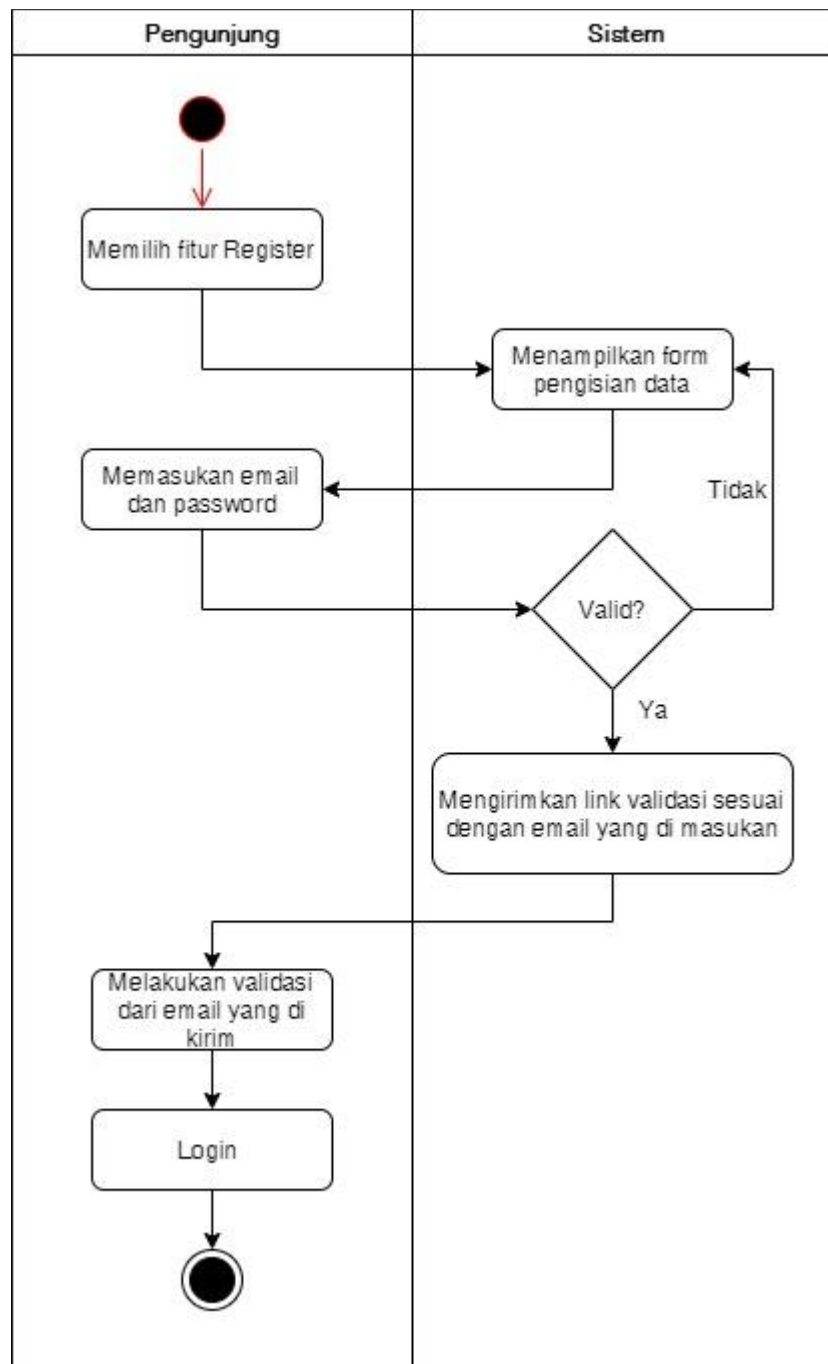 Pengunjung
Sistem
Memilih fitur Register
Menampilkan form
pengisian data
Memasukan email
dan password
Tidak
Valid?
Ya
Mengirimkan link validasi sesuai
dengan email yang di masukan
Melakukan validasi
dari email yang di
kirim
Login